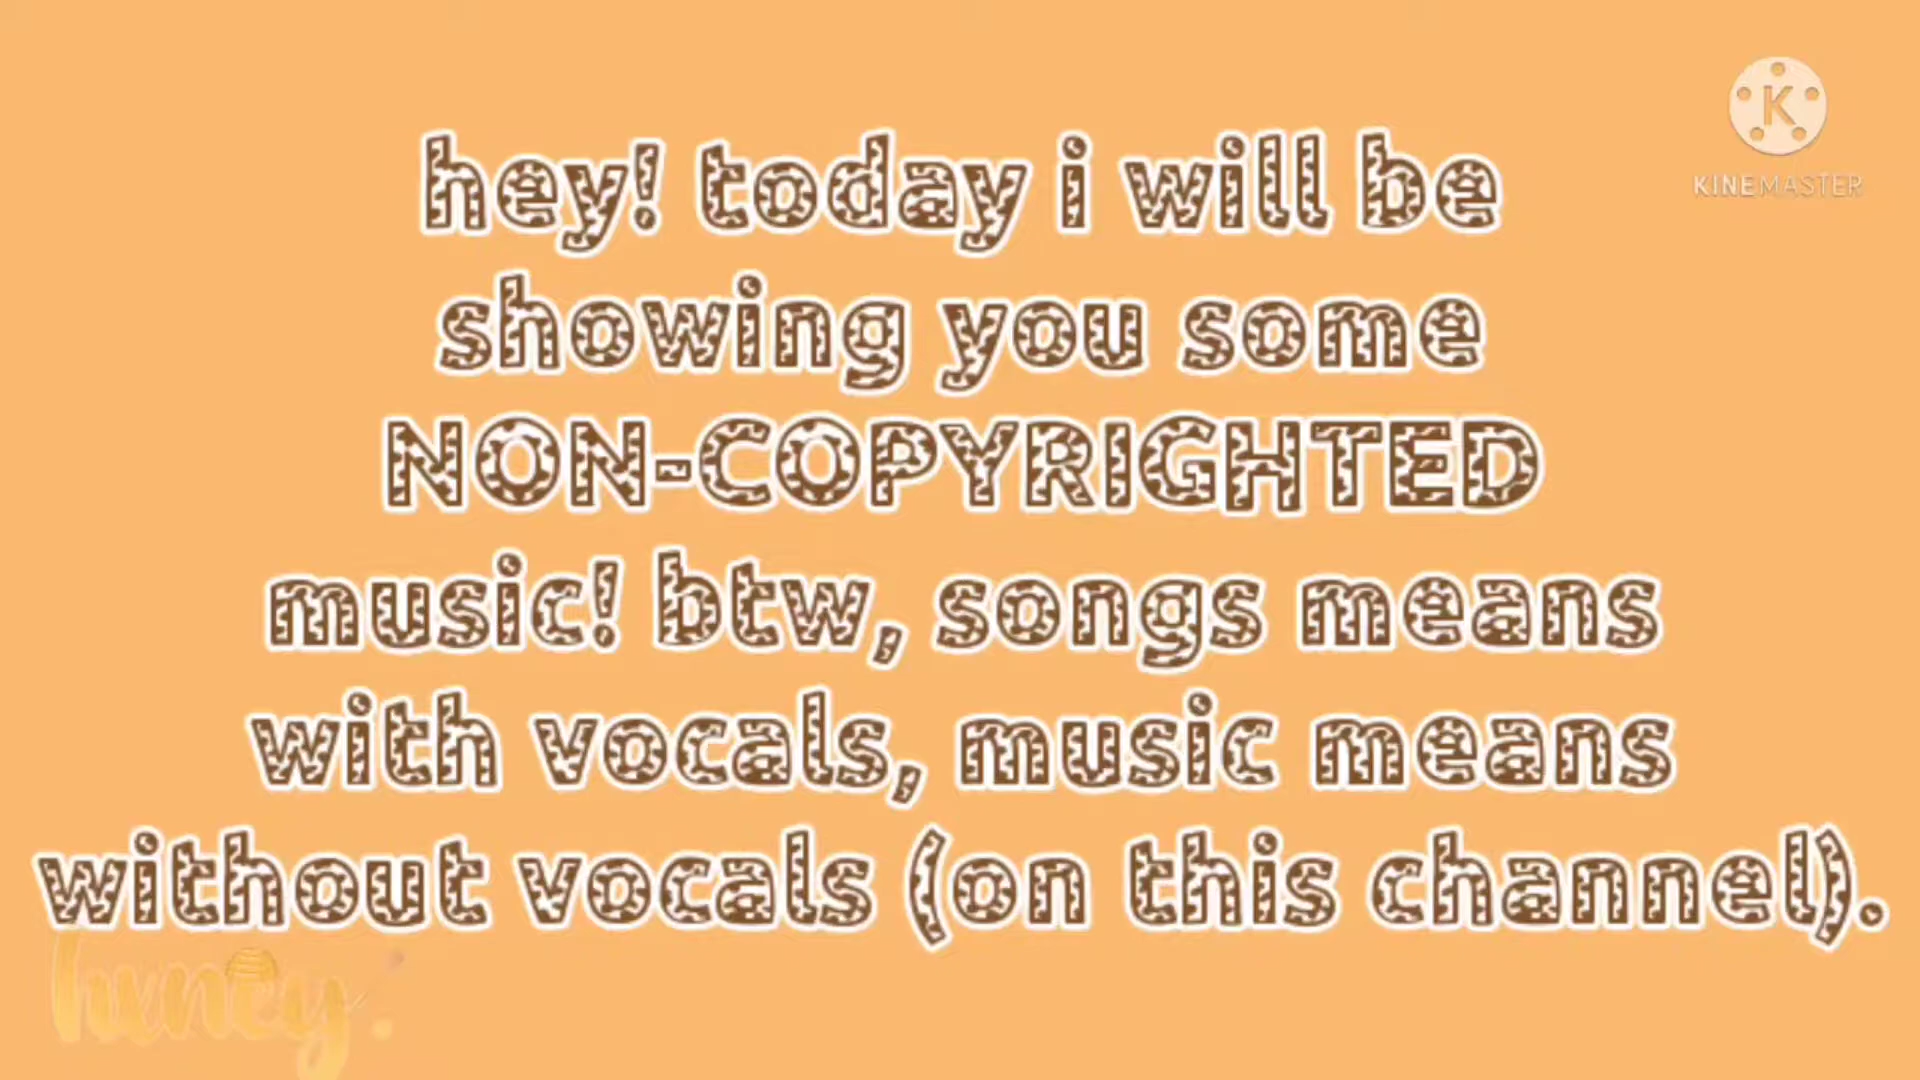 hey! today i will be
showing you some
NON-COPYRIGHTED
music! btw, songs means
with vocals, music means
without vocals (on this channel).
K
KINEMASTER
hxney